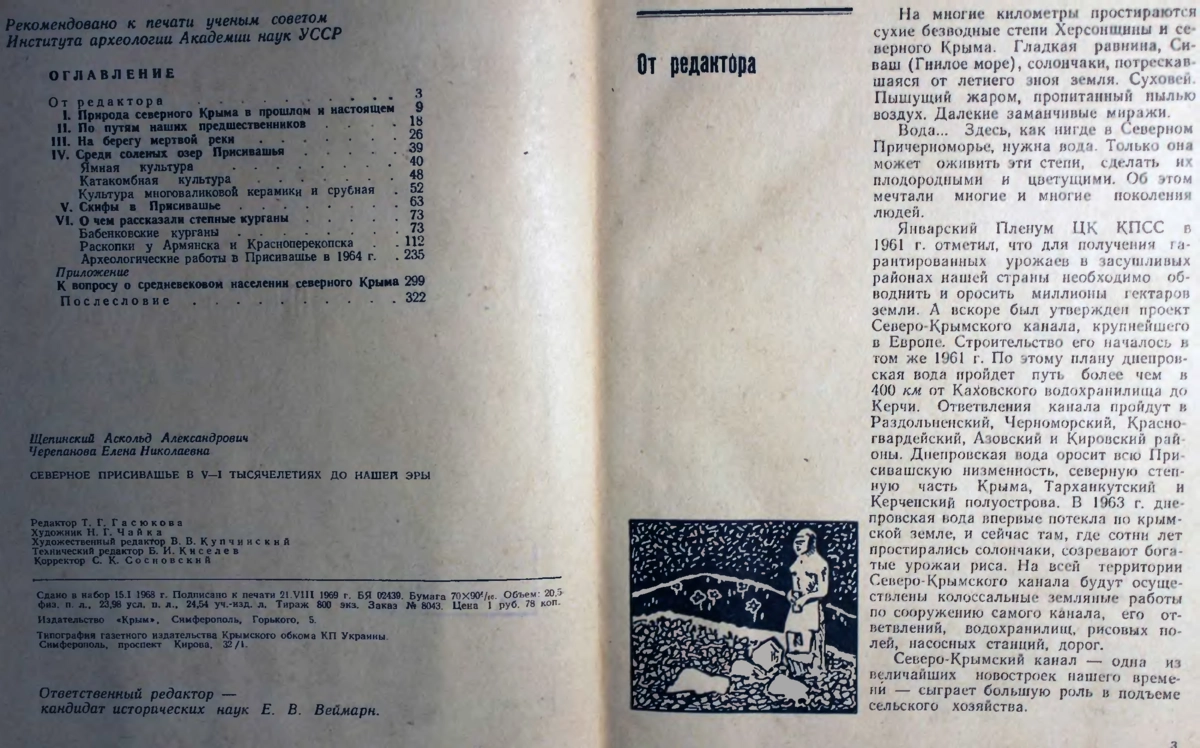 Рекомендовано к печати ученым советом
Института археологии Академии наук УССР
ОГЛАВЛЕНИЕ
От редактора . . . . . . . . . . 3
I. Природа северного Крыма в прошлом и настоящем 9
II. По путям наших предшественников . . . . 18
III. На берегу мертвой реки . . . . . . . 26
IV. Среди соленых озер Присивашья . . . . . 39
Ямная культура . . . . . . . . 40
Катакомбная культура . . . . . . . 48
Культура многоваликовой керамики и срубная . 52
V. Скифы в Присивашье . . . . . . . 63
VI. О чем рассказали степные курганы . . . . 73
Бабенковские курганы . . . . . . . 73
Раскопки у Армянска и Красноперекопска . . 112
Археологические работы в Присивашье в 1964 г. . 235
Приложение
К вопросу о средневековом населении северного Крыма 299
Послесловие . . . . . . . . . 322
Щепинский Аскольд Александрович
Черепанова Елена Николаевна
СЕВЕРНОЕ ПРИСИВАШЬЕ В V—I ТЫСЯЧЕЛЕТИЯХ ДО НАШЕЙ ЭРЫ
Редактор Т. Г. Гасюкова
Художник Н. Г. Чайка
Художественный редактор В. В. Купчинский
Технический редактор Б. И. Киселев
Корректор С. К. Сосновский
Сдано в набор 15.I 1968 г. Подписано к печати 21.VIII 1969 г. БЯ 02439. Бумага 70X90¹/₁₆. Объем: 20,5
физ. п. л., 23,98 усл. п. л., 24,54 уч.-изд. л. Тираж 800 экз. Заказ № 8043. Цена 1 руб. 78 коп.
Издательство «Крым», Симферополь, Горького, 5.
Типография газетного издательства Крымского обкома КП Украины.
Симферополь, проспект Кирова, 32/1.
Ответственный редактор —
кандидат исторических наук Е. В. Веймарн.
От редактора
На многие километры простираются
сухие безводные степи Херсонщины и се-
верного Крыма. Гладкая равнина, Си-
ваш (Гнилое море), солончаки, потрескав-
шаяся от летнего зноя земля. Суховей.
Пышущий жаром, пропитанный пылью
воздух. Далекие заманчивые миражи.
Вода... Здесь, как нигде в Северном
Причерноморье, нужна вода. Только она
может оживить эти степи, сделать их
плодородными и цветущими. Об этом
мечтали многие и многие поколения
людей.
Январский Пленум ЦК КПСС в
1961 г. отметил, что для получения га-
рантированных урожаев в засушливых
районах нашей страны необходимо об-
воднить и оросить миллионы гектаров
земли. А вскоре был утвержден проект
Северо-Крымского канала, крупнейшего
в Европе. Строительство его началось в
том же 1961 г. По этому плану днепров-
ская вода пройдет путь более чем в
400 км от Каховского водохранилища до
Керчи. Ответвления канала пройдут в
Раздольненский, Черноморский, Красно-
гвардейский, Азовский и Кировский рай-
оны. Днепровская вода оросит всю При-
сивашскую низменность, северную степ-
ную часть Крыма, Тарханкутский и
Керченский полуострова. В 1963 г. дне-
провская вода впервые потекла по крым-
ской земле, и сейчас там, где сотни лет
простирались солончаки, созревают бога-
тые урожаи риса. На всей территории
Северо-Крымского канала будут осуще-
ствлены колоссальные земляные работы
по сооружению самого канала, его от-
ветвлений, водохранилищ, рисовых по-
лей, насосных станций, дорог.
Северо-Крымский канал — одна из
величайших новостроек нашего време-
ни — сыграет большую роль в подъеме
сельского хозяйства.
3